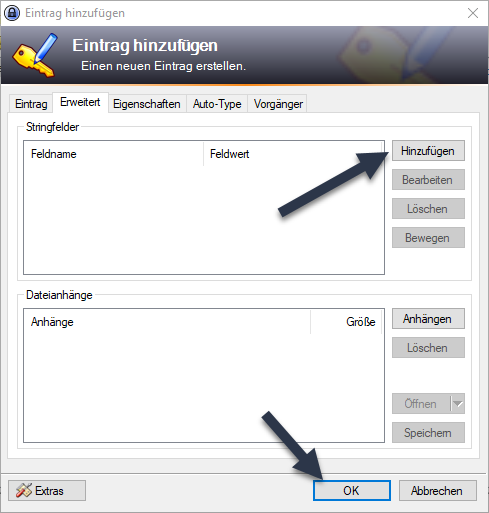 Eintrag hinzufügen
Eintrag hinzufügen
Einen neuen Eintrag erstellen.
Eintrag Erweitert Eigenschaften Auto-Type Vorgänger
Stringfelder
Feldname Feldwert
Hinzufügen
Bearbeiten
Löschen
Bewegen
Dateianhänge
Anhänge Größe
Anhängen
Löschen
Öffnen
Speichern
Extras OK Abbrechen